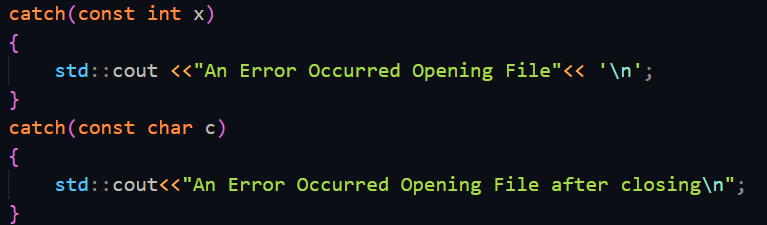 catch(const int x)
{
    std::cout <<"An Error Occurred Opening File"<< '\n';
}
catch(const char c)
{
    std::cout<<"An Error Occurred Opening File after closing\n";
}